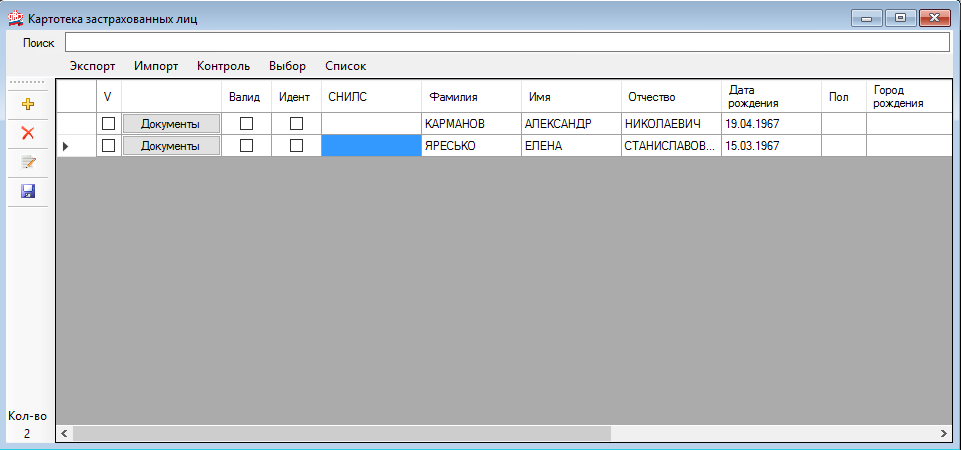 Картотека застрахованных лиц
Поиск
Экспорт Импорт Контроль Выбор Список
V Валид Идент СНИЛС Фамилия Имя Отчество Дата рождения Пол Город рождения
Документы КАРМАНОВ АЛЕКСАНДР НИКОЛАЕВИЧ 19.04.1967
Документы ЯРЕСЬКО ЕЛЕНА СТАНИСЛАВОВ... 15.03.1967
Кол-во
2